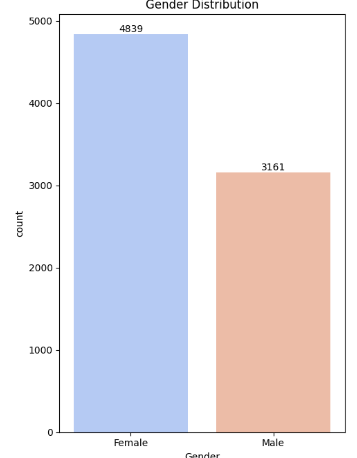 Gender Distribution
5000
4839
4000
3161
3000
2000
1000
0
count
Female
Male
Gender